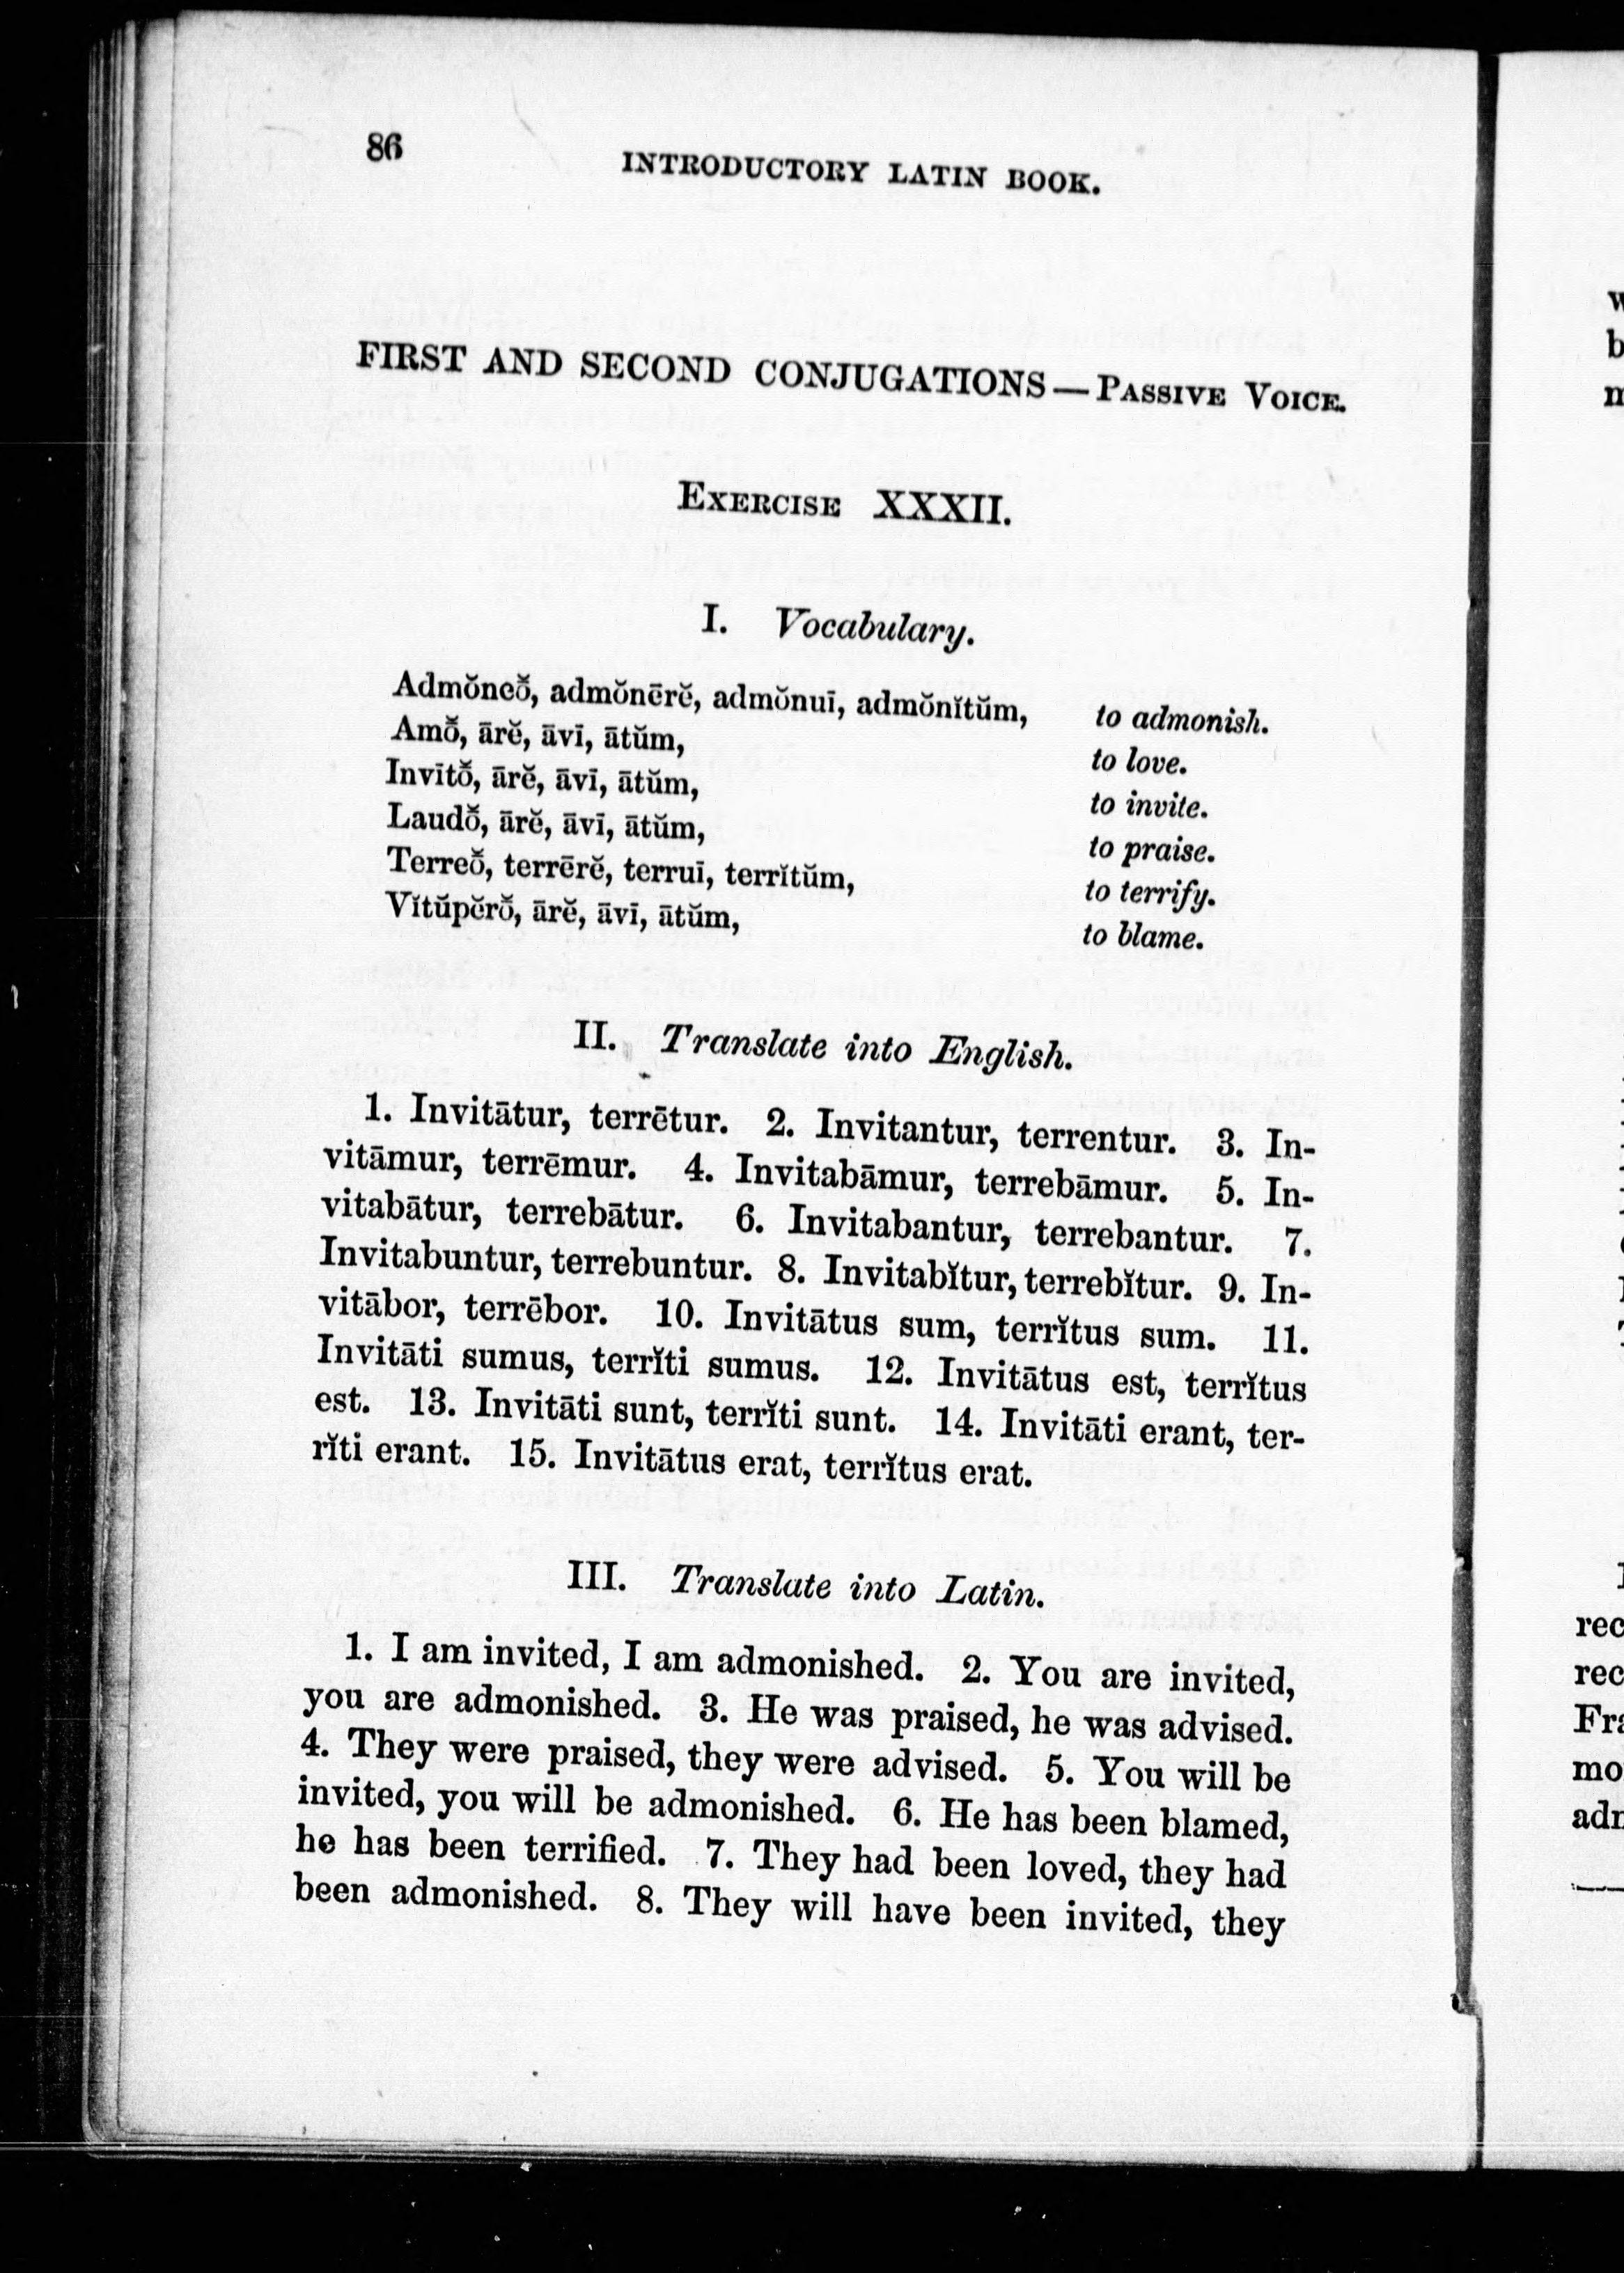 86
INTRODUCTORY LATIN BOOK.
FIRST AND SECOND CONJUGATIONS — PASSIVE VOICE.
EXERCISE XXXII.
I. Vocabulary.
Admŏneō̆, admŏnērĕ, admŏnuī, admŏnĭtŭm, to admonish.
Amō̆, ārĕ, āvī, ātŭm, to love.
Invītō̆, ārĕ, āvī, ātŭm, to invite.
Laudō̆, ārĕ, āvī, ātŭm, to praise.
Terreō̆, terrērĕ, terruī, terrĭtŭm, to terrify.
Vĭtŭpĕrō̆, ārĕ, āvī, ātŭm, to blame.
II. Translate into English.
1. Invitātur, terrētur. 2. Invitantur, terrentur. 3. In-
vitāmur, terrēmur. 4. Invitabāmur, terrebāmur. 5. In-
vitabātur, terrebātur. 6. Invitabantur, terrebantur. 7.
Invitabuntur, terrebuntur. 8. Invitabĭtur, terrebĭtur. 9. In-
vitābor, terrēbor. 10. Invitātus sum, terrĭtus sum. 11.
Invitāti sumus, terrĭti sumus. 12. Invitātus est, terrĭtus
est. 13. Invitāti sunt, terrĭti sunt. 14. Invitāti erant, ter-
rĭti erant. 15. Invitātus erat, terrĭtus erat.
III. Translate into Latin.
1. I am invited, I am admonished. 2. You are invited,
you are admonished. 3. He was praised, he was advised.
4. They were praised, they were advised. 5. You will be
invited, you will be admonished. 6. He has been blamed,
he has been terrified. 7. They had been loved, they had
been admonished. 8. They will have been invited, they